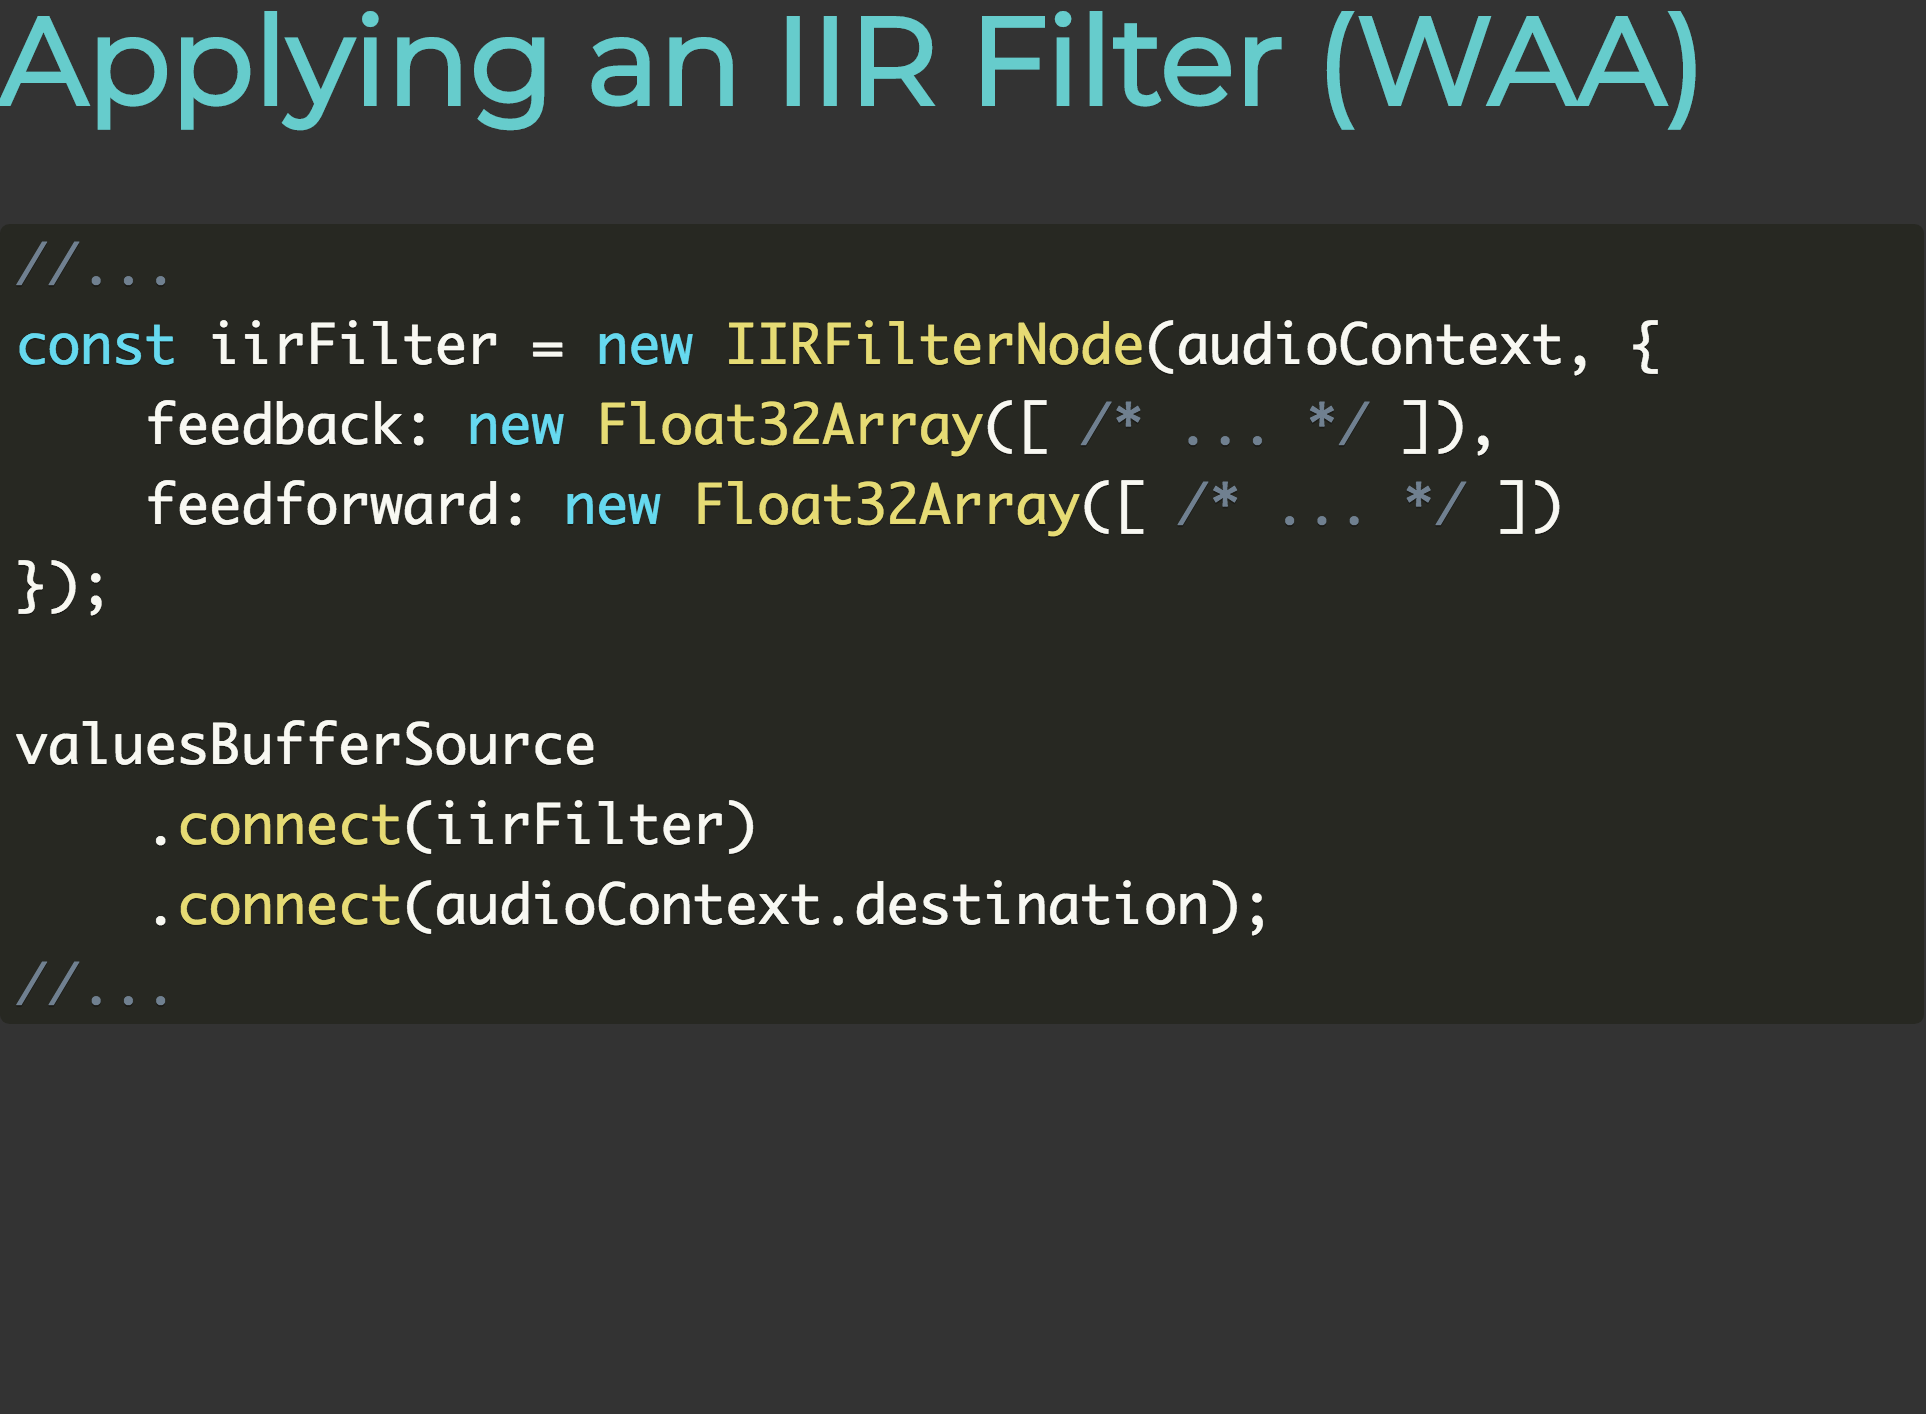 Applying an IIR Filter (WAA)
//...
const iirFilter = new IIRFilterNode(audioContext, {
    feedback: new Float32Array([ /* ... */ ]),
    feedforward: new Float32Array([ /* ... */ ])
});

valuesBufferSource
    .connect(iirFilter)
    .connect(audioContext.destination);
//...